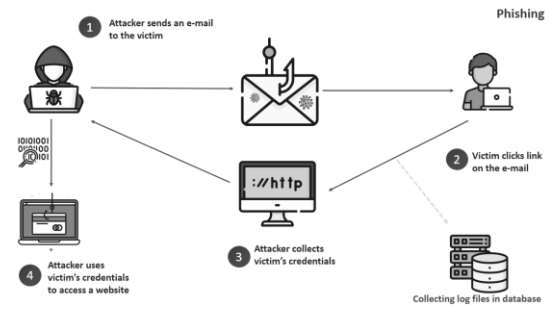 Phishing
1
Attacker sends an e-mail
to the victim
2
Victim clicks link
on the e-mail
://http
3
Attacker collects
victim's credentials
4
Attacker uses
victim's credentials
to access a website
Collecting log files in database